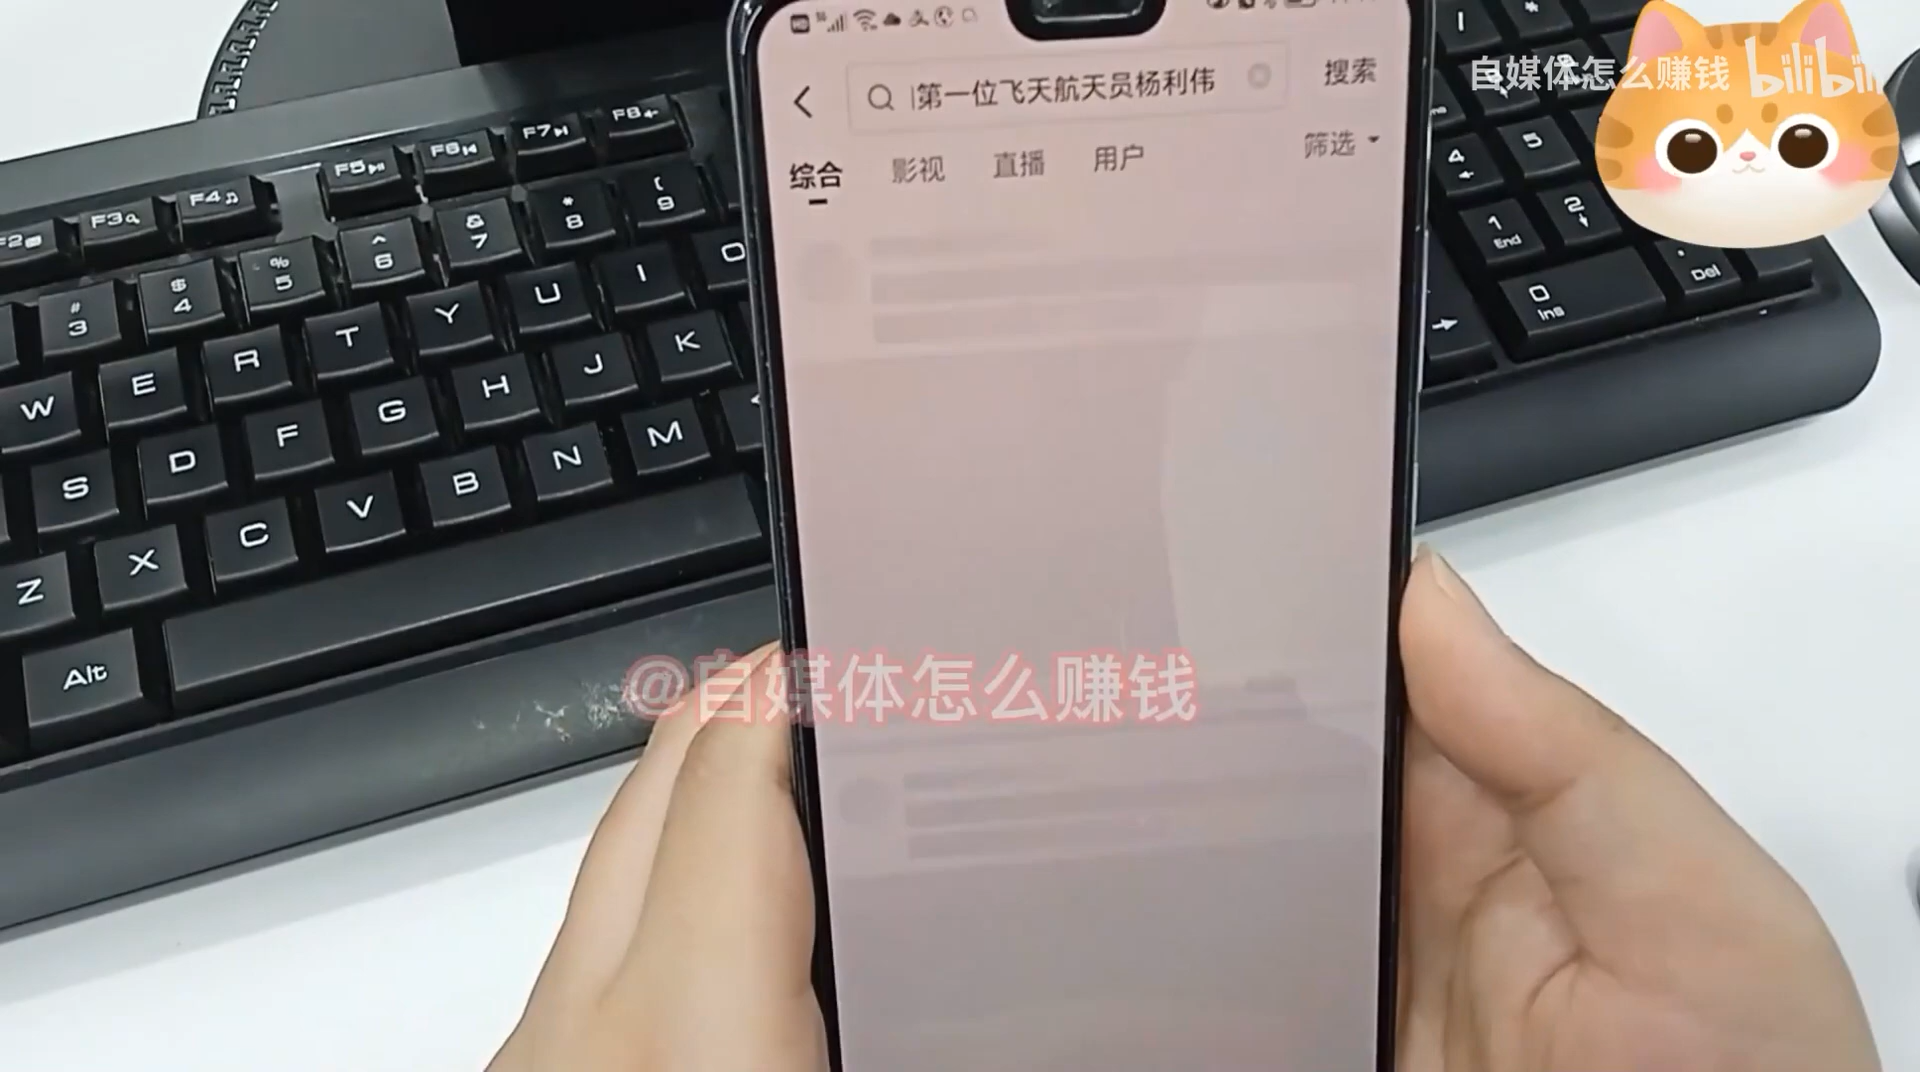 自媒体怎么赚钱 bilibili
第一位飞天航天员杨利伟
搜索
综合 影视 直播 用户 筛选
@自媒体怎么赚钱
F2 F3 F4 F5 F6 F7 F8
# 3 $ 4 % 5 ^ 6 & 7 * 8 ( 9
W E R T Y U I O
S D F G H J K
Z X C V B N M
Alt
4 5
1 End 2
0 Ins Del